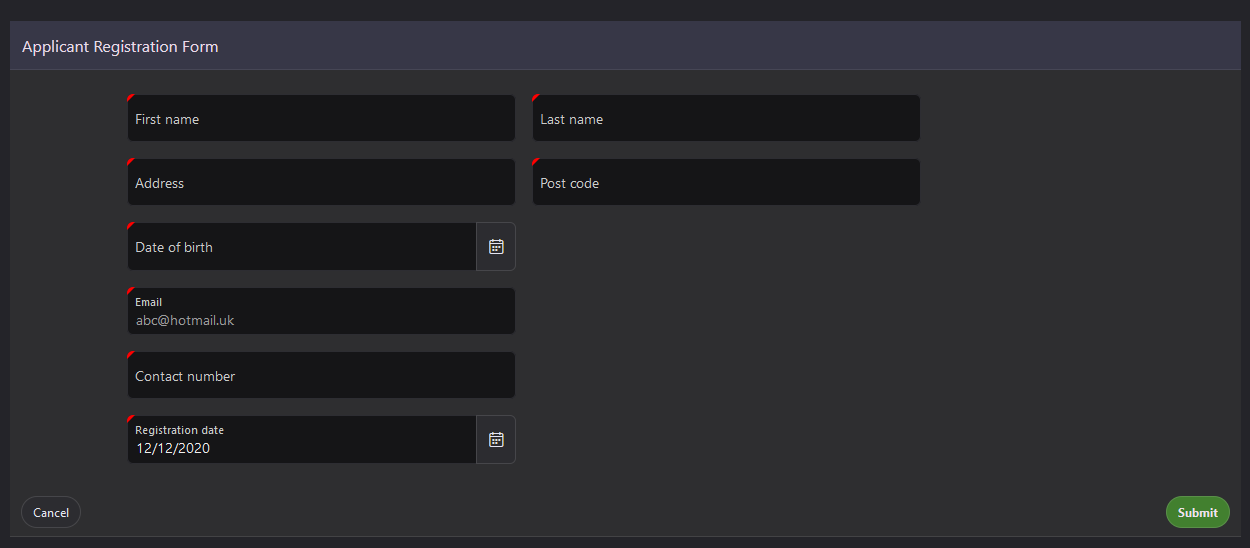 Applicant Registration Form
First name
Last name
Address
Post code
Date of birth
Email
abc@hotmail.uk
Contact number
Registration date
12/12/2020
Cancel
Submit